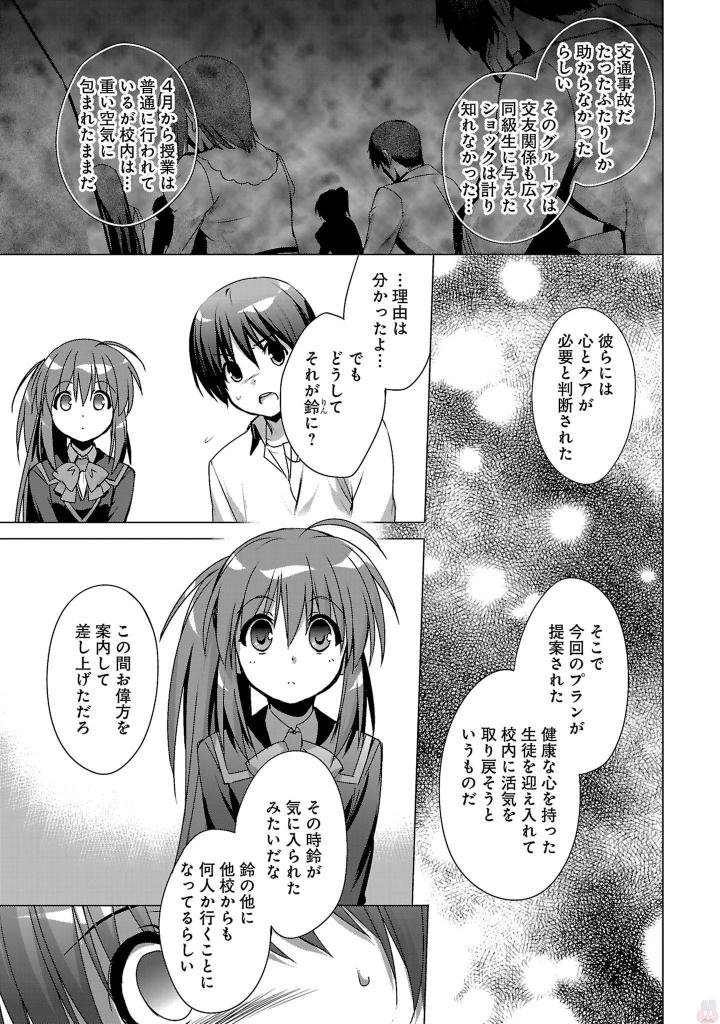 交通事故だ
たったふたりしか
助からなかった
らしい
そのグループは
交友関係も広く
同級生に与えた
ショックは計り
知れなかった…
4月から授業は
普通に行われて
いるが校内は…
重い空気に
包まれたままだ
彼らには
心とケアが
必要と判断された
…理由は
分かったよ…
でも
どうして
それが鈴に?
りん
そこで
今回のプランが
提案された
健康な心を持った
生徒を迎え入れて
校内に活気を
取り戻そうと
いうものだ
この間お偉方を
案内して
差し上げただろ
その時鈴が
気に入られた
みたいだな
鈴の他に
他校からも
何人か行くことに
なってるらしい